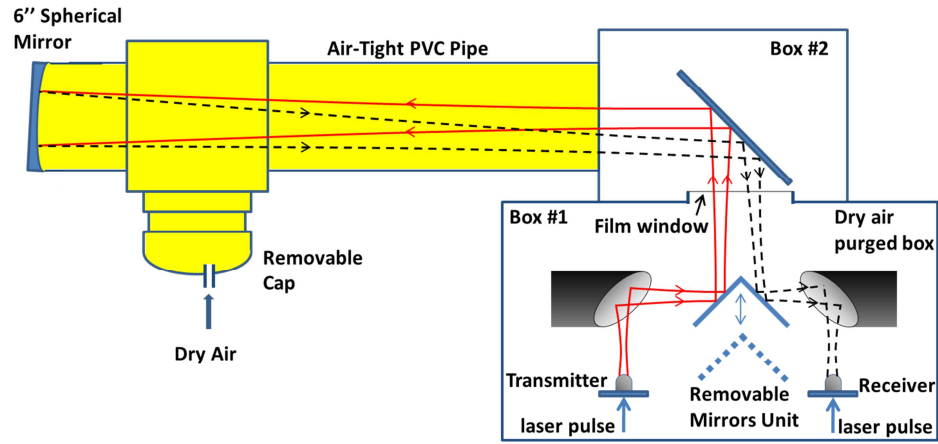 6’’ Spherical
Mirror
Air-Tight PVC Pipe
Box #2
Box #1
Film window
Dry air
purged box
Removable
Cap
Dry Air
Transmitter
Removable
Mirrors Unit
Receiver
laser pulse
laser pulse